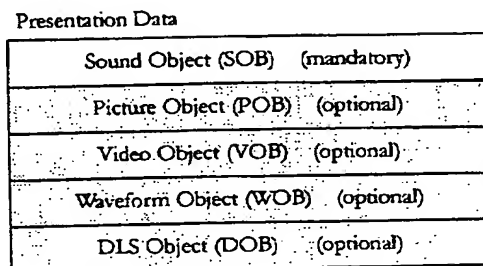 Presentation Data
Sound Object (SOB) (mandatory)
Picture Object (POB) (optional)
Video Object (VOB) (optional)
Waveform Object (WOB) (optional)
DLS Object (DOB) (optional)